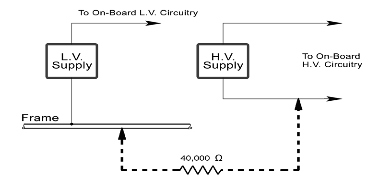 To On-Board L.V. Circuitry
L.V.
Supply
H.V.
Supply
To On-Board
H.V. Circuitry
Frame
40,000 Ω